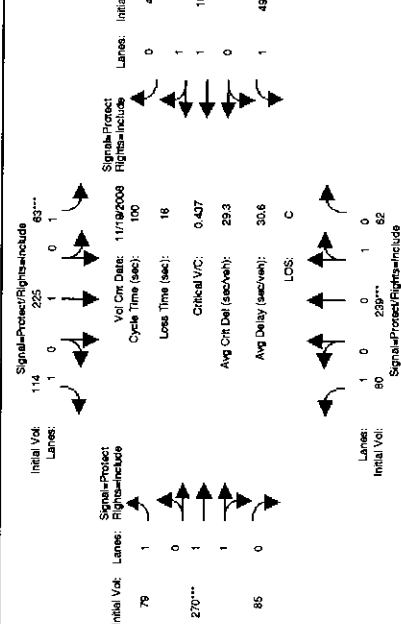 Signal=Protect/Rights=Include
Initial Vol: 114 225 63***
Lanes: 1 0 1 0 1
Signal=Protect
Rights=Include
Signal=Protect
Rights=Include
Vol Cnt Date: 11/19/2008
Cycle Time (sec): 100
Loss Time (sec): 16
Critical V/C: 0.437
Avg Crit Del (sec/veh): 29.3
Avg Delay (sec/veh): 30.6
LOS: C
Initial Vol: Lanes:
79 1
0
270*** 1
1
85 0
Lanes: Initial
0
1
1
0
1 49
Lanes: 1 0 0 1 0
Initial Vol: 80 239*** 62
Signal=Protect/Rights=Include